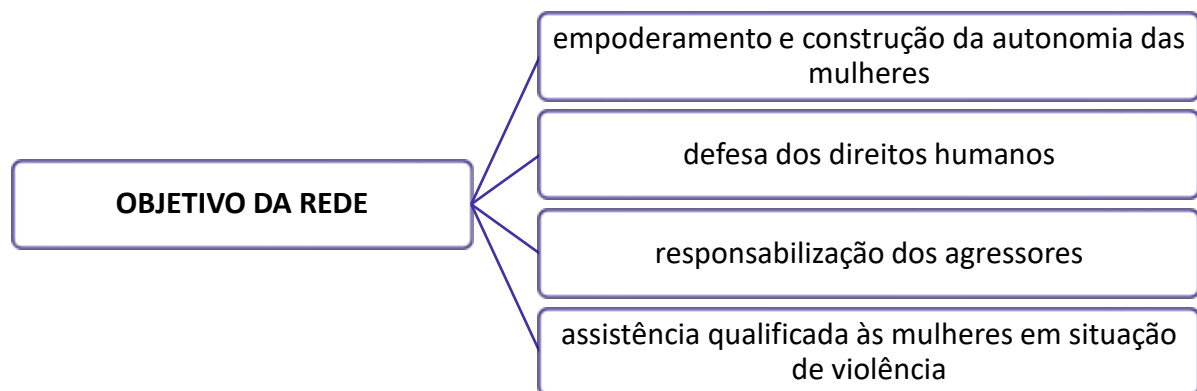 OBJETIVO DA REDE
empoderamento e construção da autonomia das
mulheres
defesa dos direitos humanos
responsabilização dos agressores
assistência qualificada às mulheres em situação
de violência